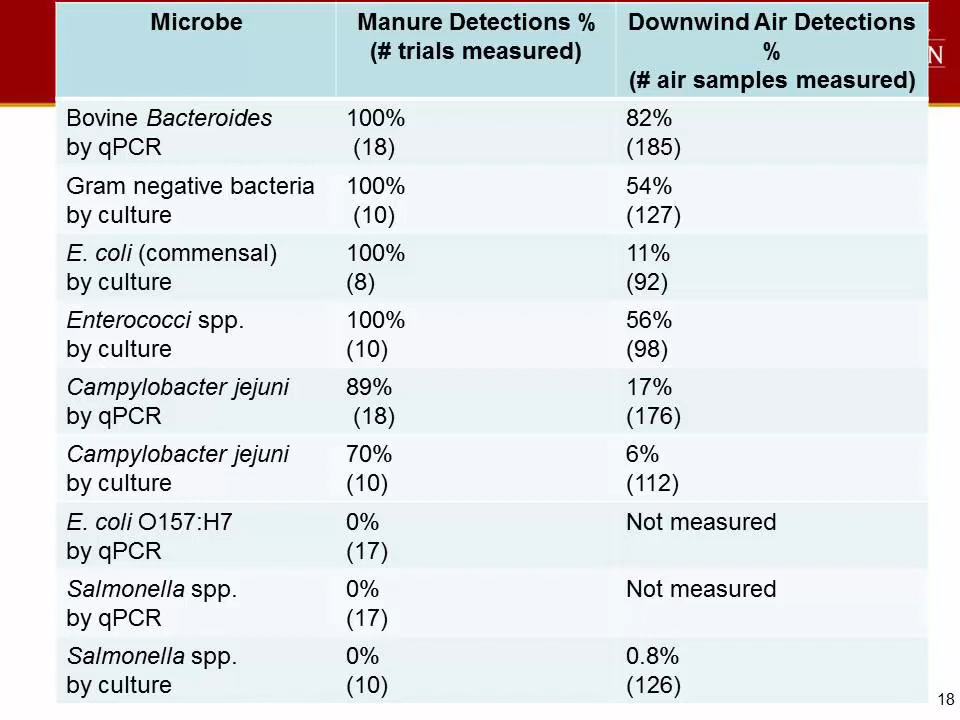 Microbe
Manure Detections %
(# trials measured)
Downwind Air Detections
%
(# air samples measured)
N
Bovine Bacteroides
by qPCR
100%
(18)
82%
(185)
Gram negative bacteria
by culture
100%
(10)
54%
(127)
E. coli (commensal)
by culture
100%
(8)
11%
(92)
Enterococci spp.
by culture
100%
(10)
56%
(98)
Campylobacter jejuni
by qPCR
89%
(18)
17%
(176)
Campylobacter jejuni
by culture
70%
(10)
6%
(112)
E. coli O157:H7
by qPCR
0%
(17)
Not measured
Salmonella spp.
by qPCR
0%
(17)
Not measured
Salmonella spp.
by culture
0%
(10)
0.8%
(126)
18